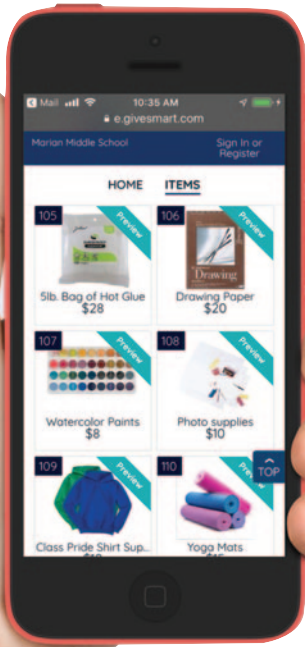 Mail
10:35 AM
e.givesmart.com
Marian Middle School
Sign In or
Register
HOME ITEMS
105
Preview
106
Preview
Drawing
5lb. Bag of Hot Glue
$28
Drawing Paper
$20
107
Preview
108
Preview
Watercolor Paints
$8
Photo supplies
$10
109
Preview
110
TOP
Class Pride Shirt Sup...
Yoga Mats